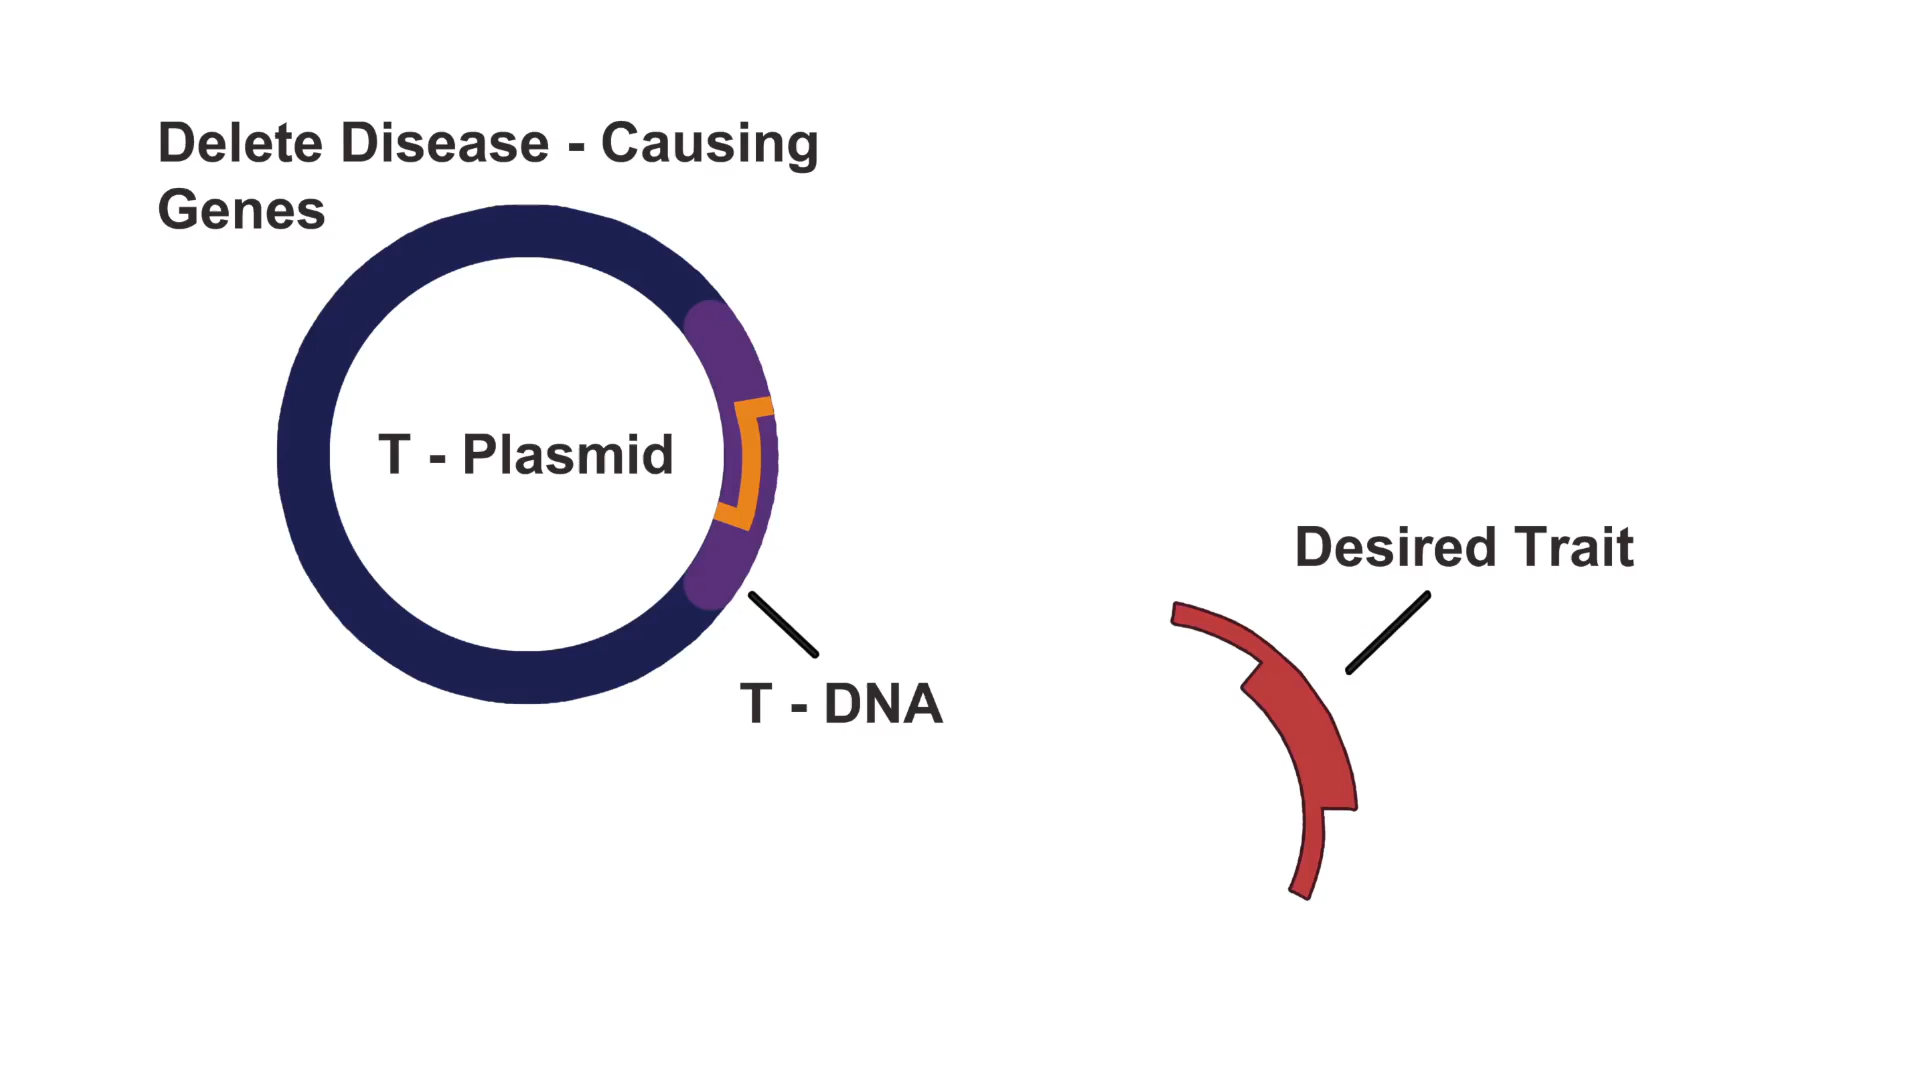 Delete Disease - Causing
Genes
T - Plasmid
Desired Trait
T - DNA